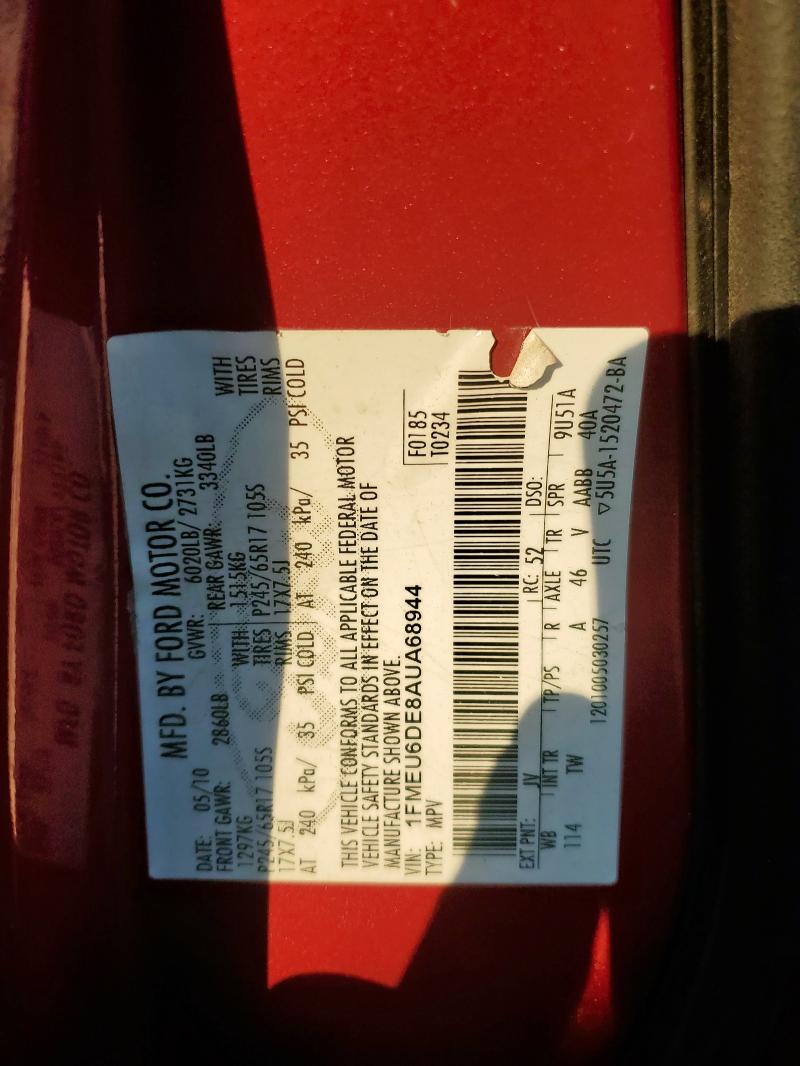 MFD. BY FORD MOTOR CO.
DATE: 05/10 GVWR: 6020LB/ 2731KG
FRONT GAWR: 2860LB REAR GAWR: 3340LB
1297KG WITH 1515KG WITH
P245/65R17 105S TIRES P245/65R17 105S TIRES
17X7.5J RIMS 17X7.5J RIMS
AT 240 kPa/ 35 PSI COLD AT 240 kPa/ 35 PSI COLD
THIS VEHICLE CONFORMS TO ALL APPLICABLE FEDERAL MOTOR
VEHICLE SAFETY STANDARDS IN EFFECT ON THE DATE OF
MANUFACTURE SHOWN ABOVE.
VIN: 1FMEU6DE8AUA68944 F0185
TYPE: MPV T0234
EXT PNT: JV RC: 52 DSO:
WB INT TR TP/PS R AXLE TR SPR 9U51A
114 TW A 46 V AABB 40A
1201005030257 UTC ▽5U5A-1520472-BA